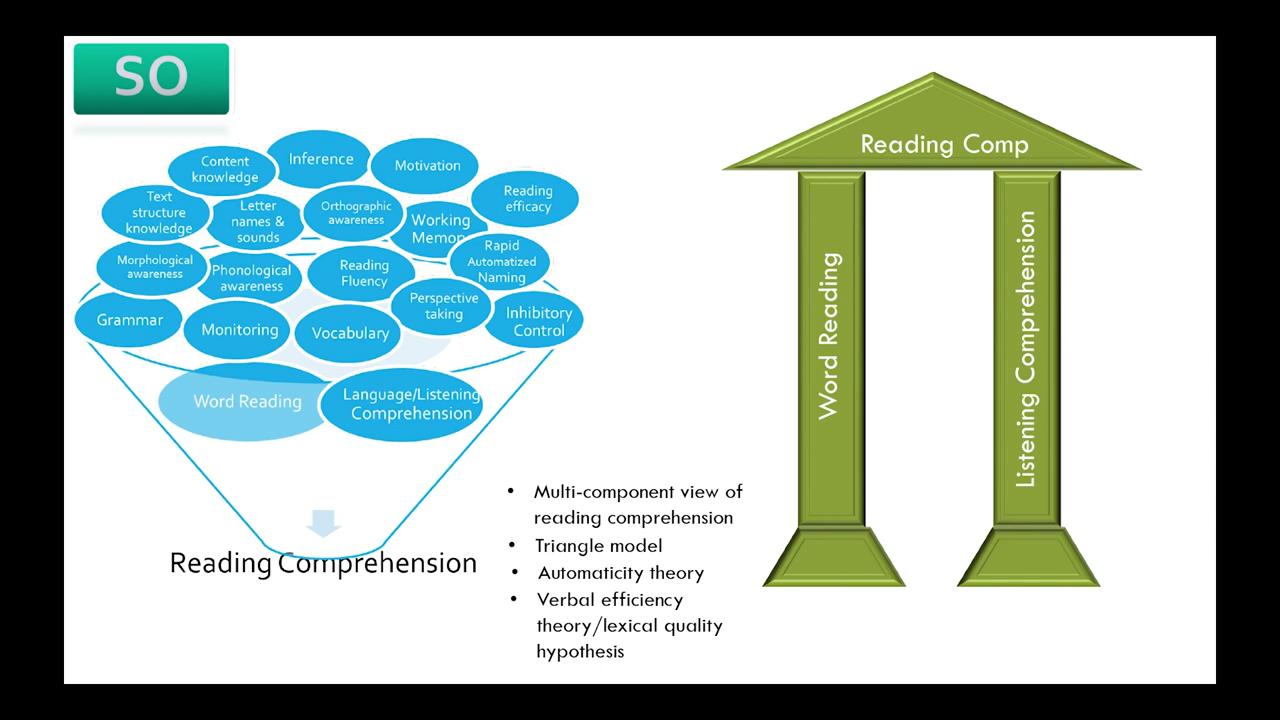 SO
Inference
Content
knowledge
Motivation
Reading
efficacy
Text
structure
knowledge
Letter
names &
sounds
Orthographic
awareness
Working
Memory
Rapid
Automatized
Naming
Morphological
awareness
Phonological
awareness
Reading
Fluency
Perspective
taking
Grammar
Monitoring
Vocabulary
Inhibitory
Control
Word Reading
Language/Listening
Comprehension
Reading Comprehension
• Multi-component view of
reading comprehension
• Triangle model
• Automaticity theory
• Verbal efficiency
theory/lexical quality
hypothesis
Reading Comp
Word Reading
Listening Comprehension